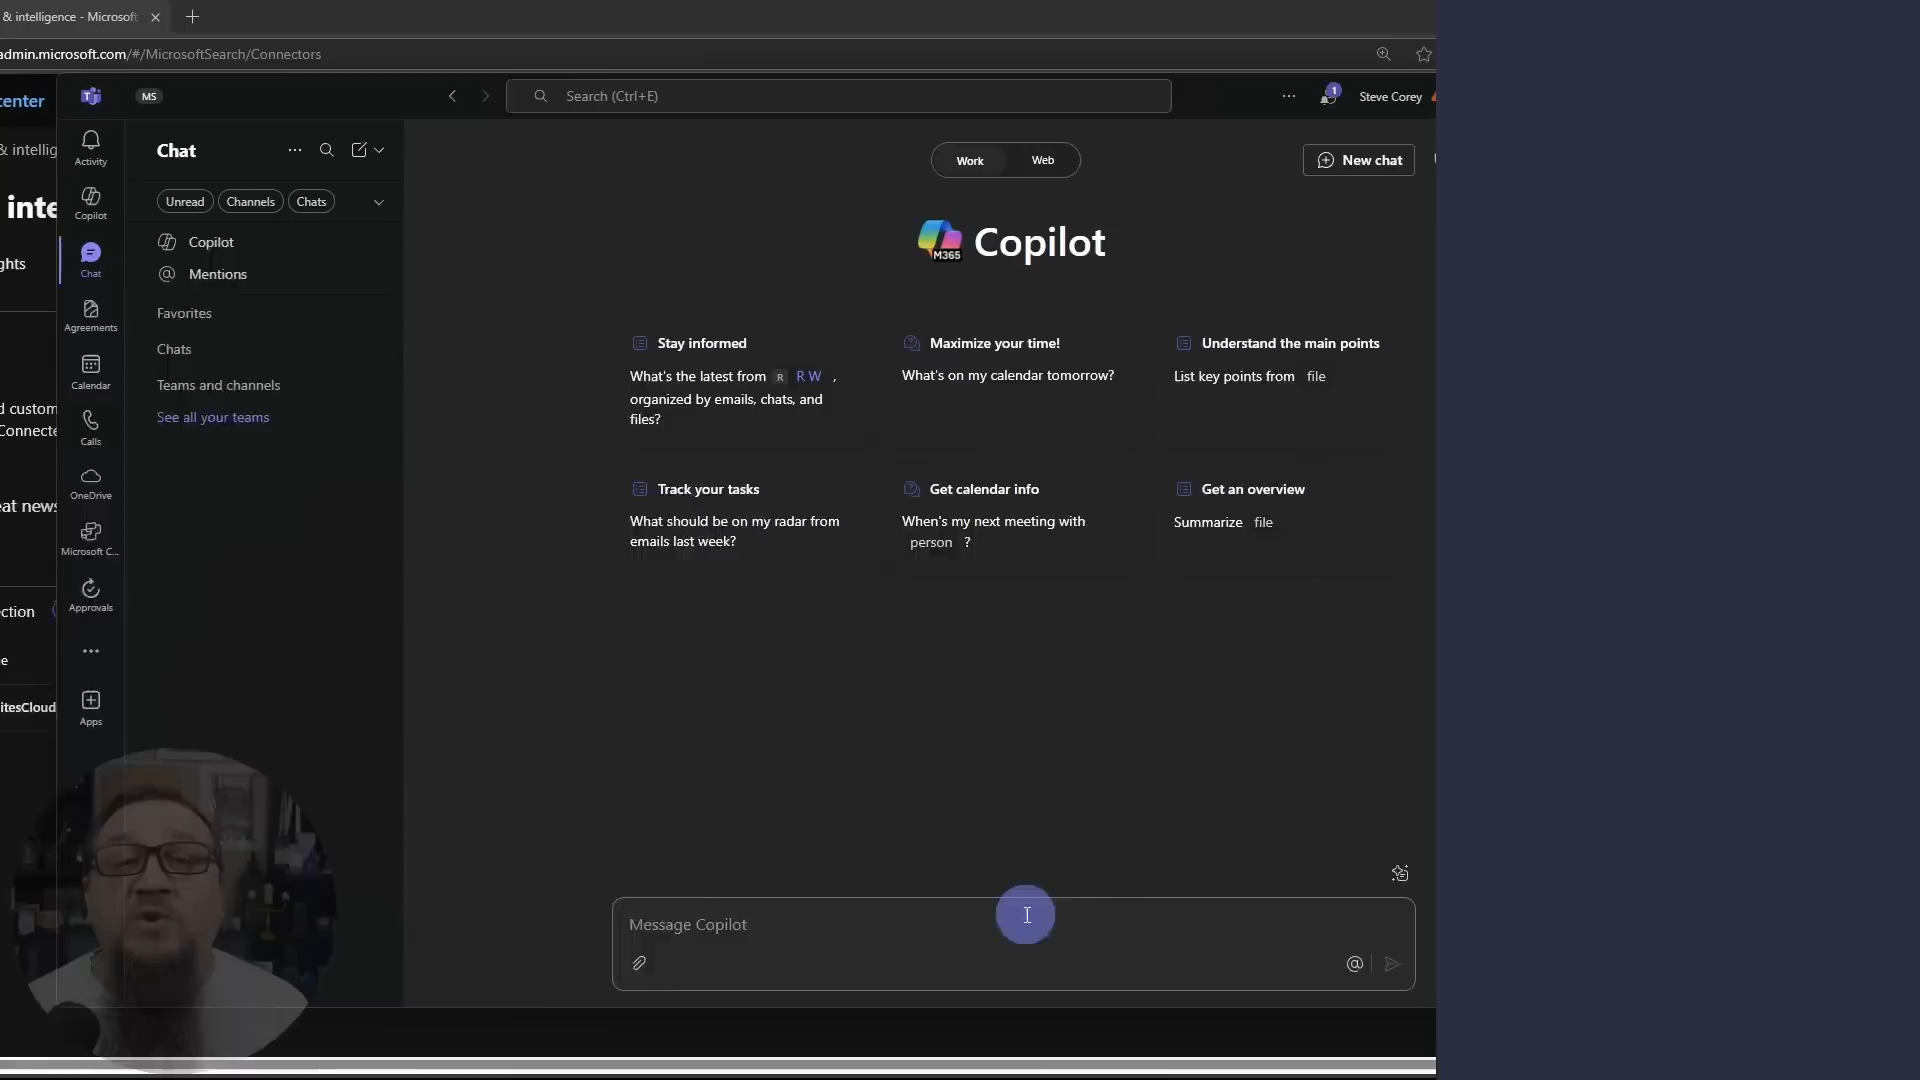 & intelligence - Microsoft
admin.microsoft.com/#/MicrosoftSearch/Connectors
center
MS
Search (Ctrl+E)
1
Steve Corey
& intellig
inte
ghts
d custom
Connecte
eat news
ction
e
itesCloud
Activity
Copilot
Chat
Agreements
Calendar
Calls
OneDrive
Microsoft C...
Approvals
Apps
Chat
Unread
Channels
Chats
Copilot
@ Mentions
Favorites
Chats
Teams and channels
See all your teams
Work
Web
New chat
M365
Copilot
Stay informed
What's the latest from R R W ,
organized by emails, chats, and
files?
Maximize your time!
What's on my calendar tomorrow?
Understand the main points
List key points from file
Track your tasks
What should be on my radar from
emails last week?
Get calendar info
When's my next meeting with
person ?
Get an overview
Summarize file
Message Copilot
@